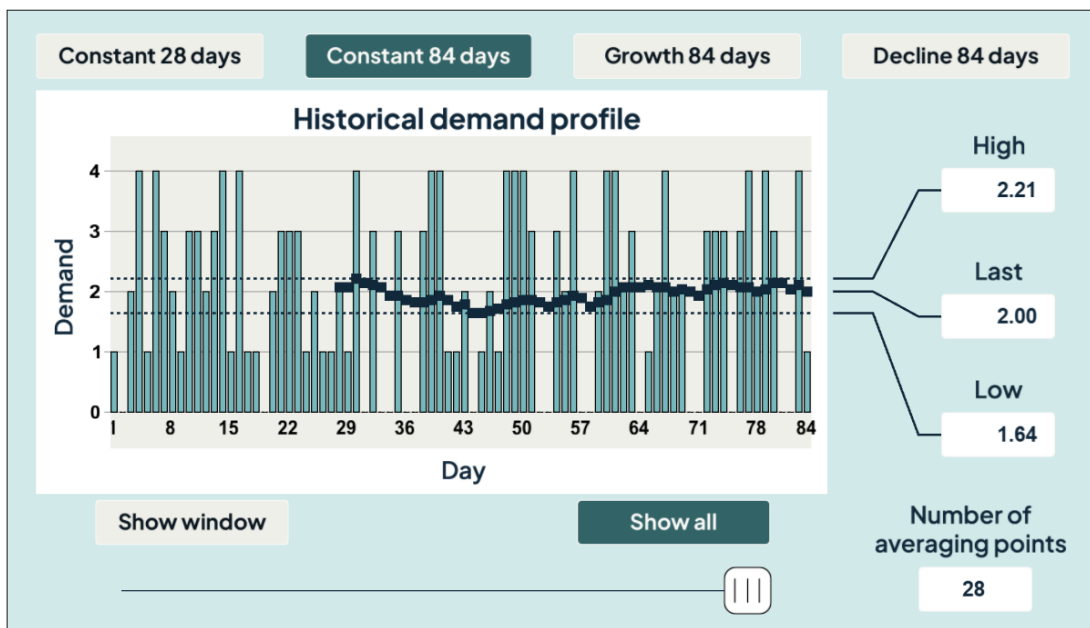 Constant 28 days
Constant 84 days
Growth 84 days
Decline 84 days
Historical demand profile
Demand
4
3
2
1
0
1 8 15 22 29 36 43 50 57 64 71 78 84
Day
High
2.21
Last
2.00
Low
1.64
Show window
Show all
Number of
averaging points
28